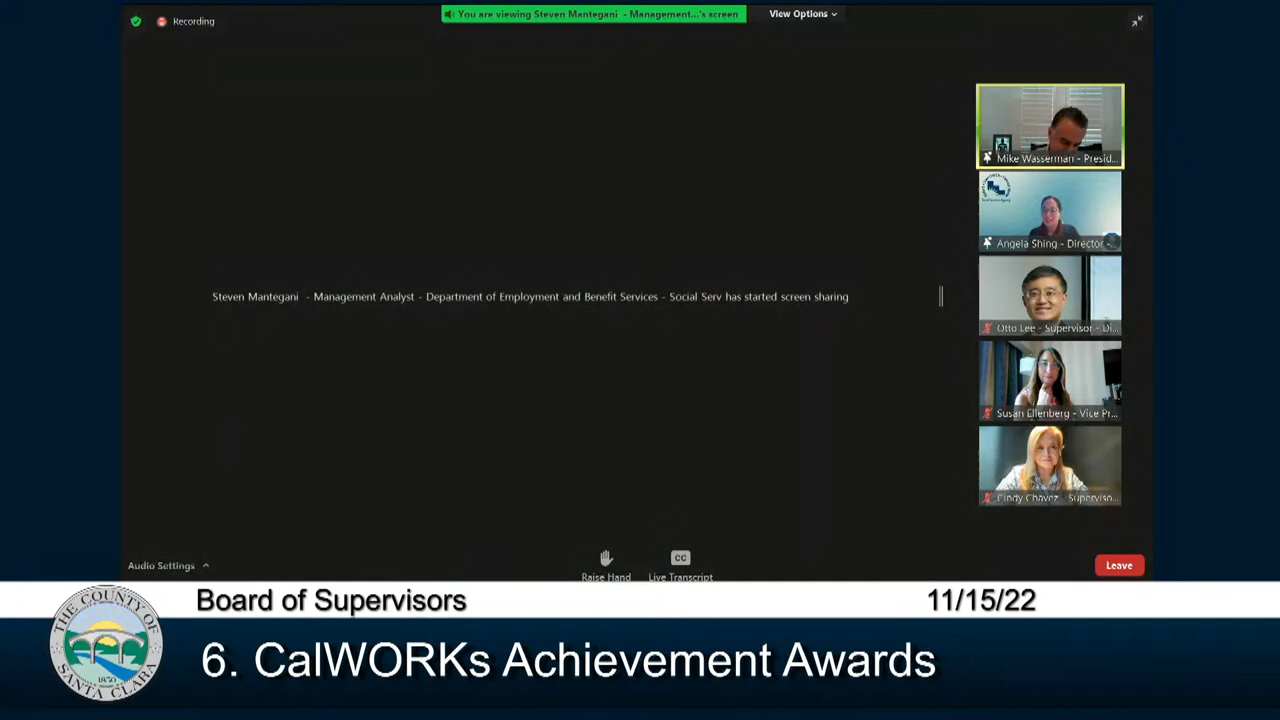 Recording
You are viewing Steven Mantegani - Management...'s screen
View Options
Steven Mantegani - Management Analyst - Department of Employment and Benefit Services - Social Serv has started screen sharing
Mike Wasserman - Presid...
Angela Shing - Director -...
Otto Lee - Supervisor - Di...
Susan Ellenberg - Vice Pr...
Cindy Chavez - Superviso...
Audio Settings
Raise Hand
CC
Live Transcript
Leave
Board of Supervisors
11/15/22
6. CalWORKs Achievement Awards
THE COUNTY OF
SANTA CLARA
1850